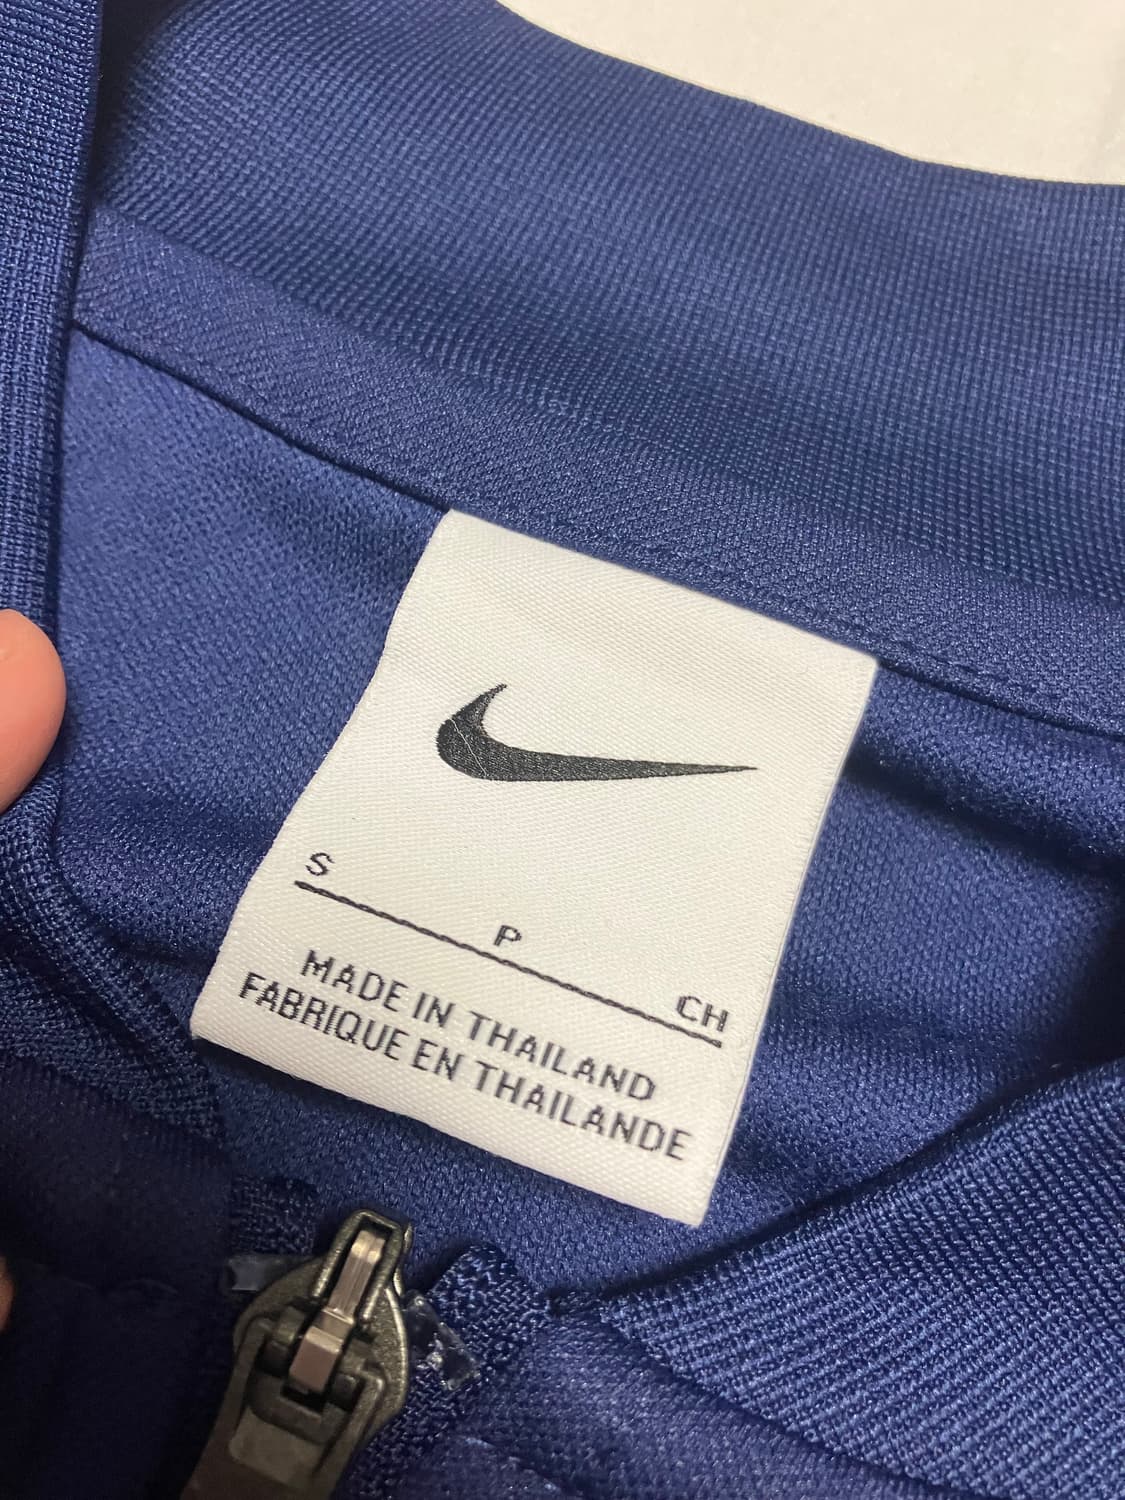 S
P
CH
MADE IN THAILAND
FABRIQUE EN THAILANDE